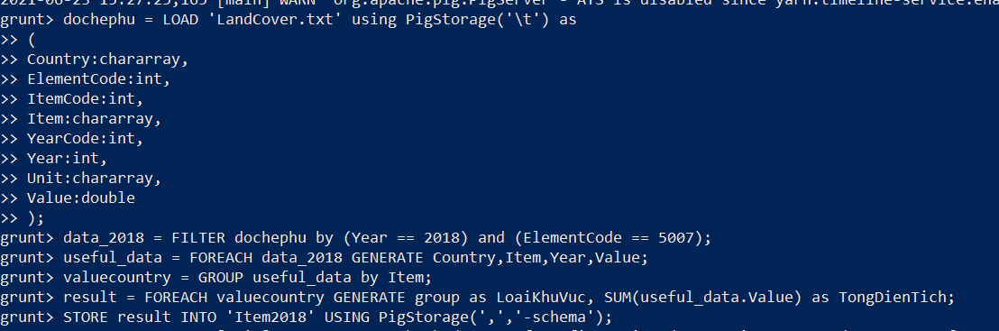 2021-06-25 15:27:25,165 [main] WARN  org.apache.pig.PigServer - ATS is disabled since yarn.timeline-service.ena
grunt> dochephu = LOAD 'LandCover.txt' using PigStorage('\t') as
>> (
>> Country:chararray,
>> ElementCode:int,
>> ItemCode:int,
>> Item:chararray,
>> YearCode:int,
>> Year:int,
>> Unit:chararray,
>> Value:double
>> );
grunt> data_2018 = FILTER dochephu by (Year == 2018) and (ElementCode == 5007);
grunt> useful_data = FOREACH data_2018 GENERATE Country,Item,Year,Value;
grunt> valuecountry = GROUP useful_data by Item;
grunt> result = FOREACH valuecountry GENERATE group as LoaiKhuVuc, SUM(useful_data.Value) as TongDienTich;
grunt> STORE result INTO 'Item2018' USING PigStorage(',','-schema');